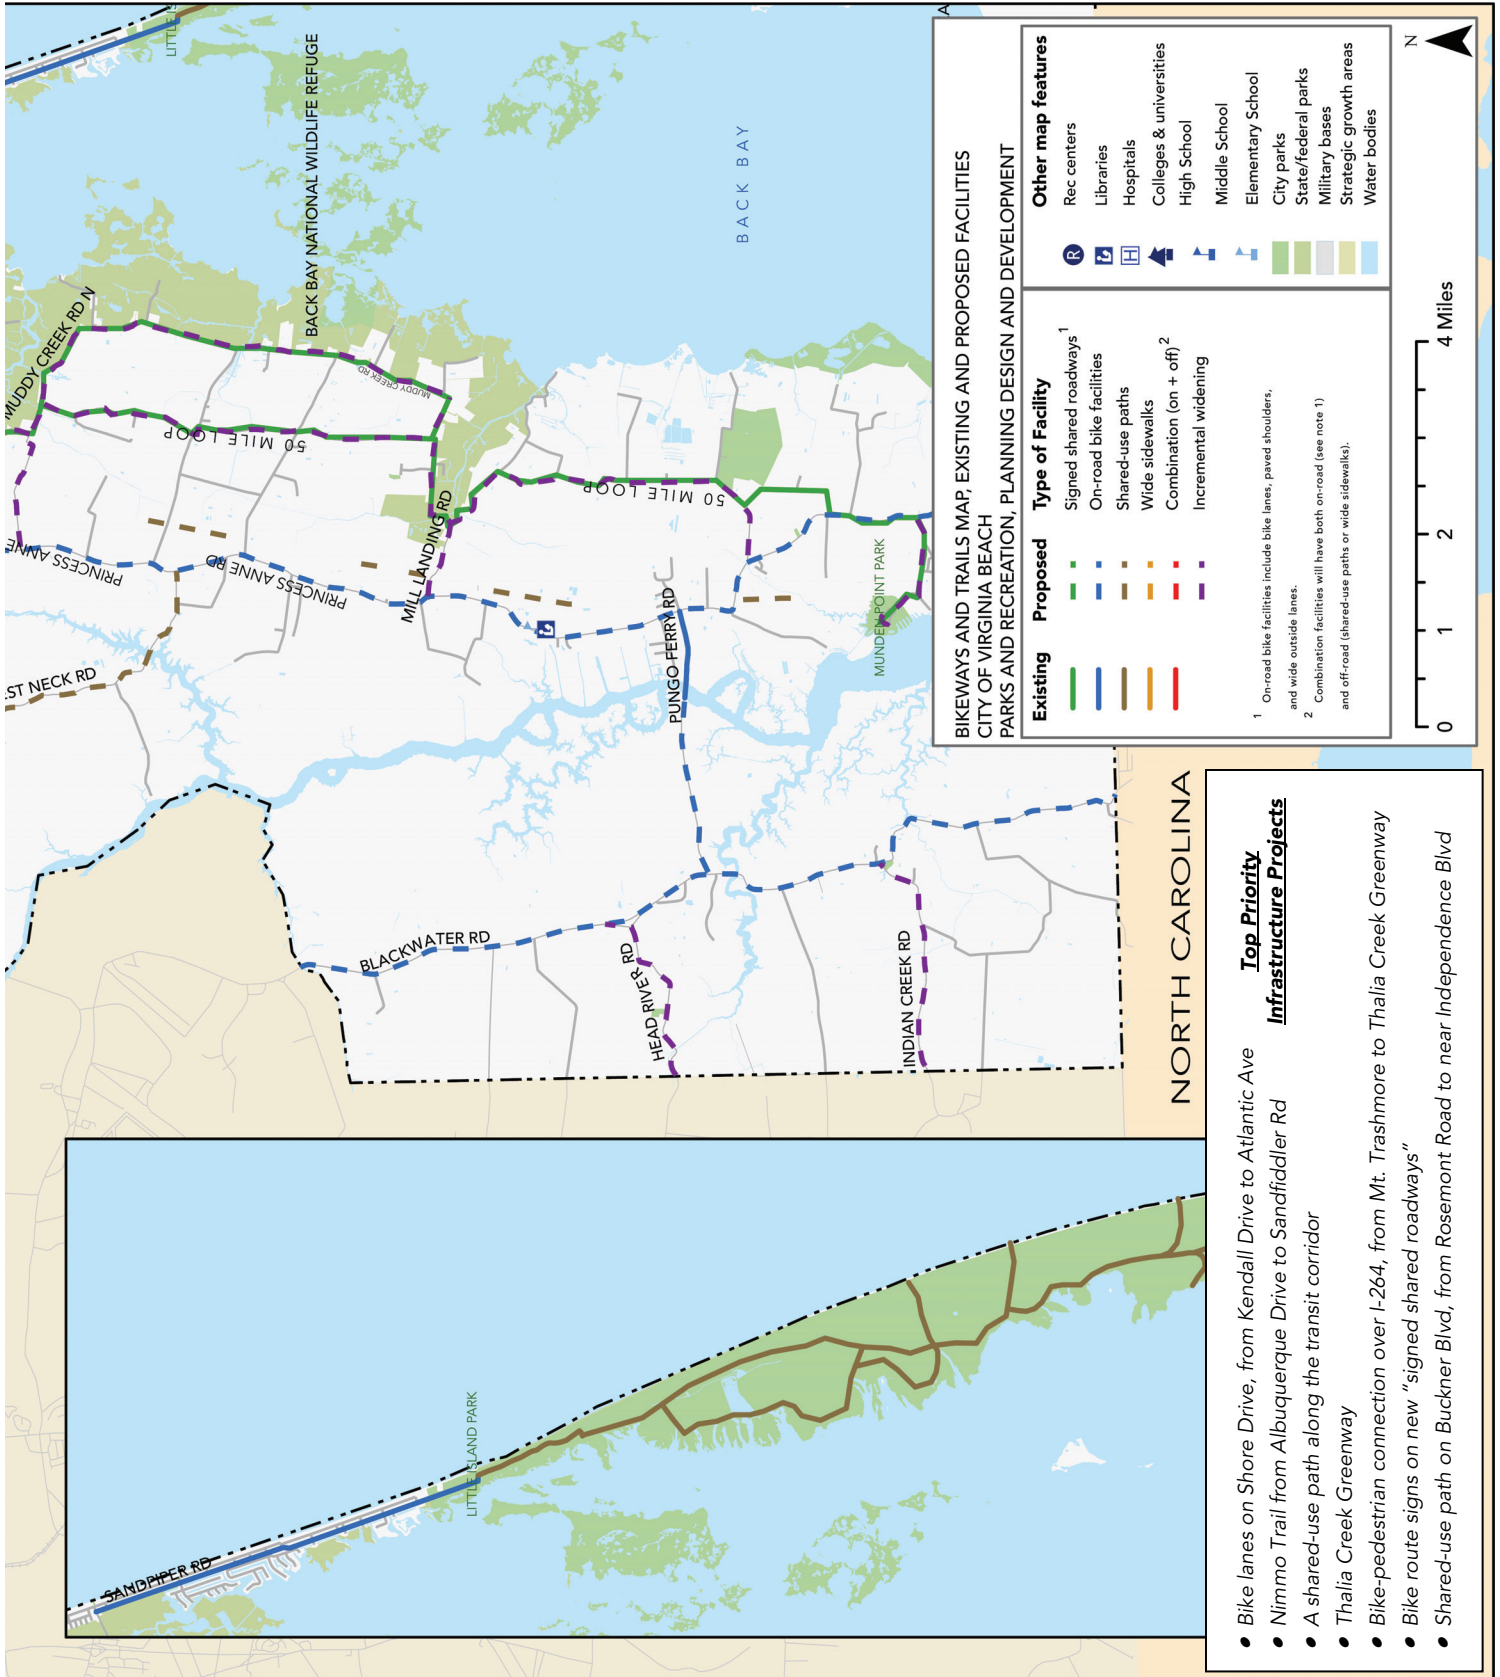 LITTLE IS
BACK BAY NATIONAL WILDLIFE REFUGE
BACK BAY
A
MUDDY CREEK RD N
MUDDY CREEK RD
50 MILE LOOP
PRINCESS ANNE
PRINCESS ANNE RD
MILL LANDING RD
50 MILE LOOP
ST NECK RD
PUNGO FERRY RD
MUNDEN POINT PARK
BLACKWATER RD
HEAD RIVER RD
INDIAN CREEK RD
NORTH CAROLINA
SANDPIPER RD
LITTLE ISLAND PARK
BIKEWAYS AND TRAILS MAP, EXISTING AND PROPOSED FACILITIES
CITY OF VIRGINIA BEACH
PARKS AND RECREATION, PLANNING DESIGN AND DEVELOPMENT
Existing Proposed Type of Facility
Signed shared roadways
On-road bike facilities 1
Shared-use paths
Wide sidewalks
Combination (on + off) 2
Incremental widening
1 On-road bike facilities include bike lanes, paved shoulders,
and wide outside lanes.
2 Combination facilities will have both on-road (see note 1)
and off-road (shared-use paths or wide sidewalks).
Other map features
R Rec centers
Libraries
H Hospitals
Colleges & universities
High School
Middle School
Elementary School
City parks
State/federal parks
Military bases
Strategic growth areas
Water bodies
0 1 2 4 Miles
N
Top Priority
Infrastructure Projects
• Bike lanes on Shore Drive, from Kendall Drive to Atlantic Ave
• Nimmo Trail from Albuquerque Drive to Sandfiddler Rd
• A shared-use path along the transit corridor
• Thalia Creek Greenway
• Bike-pedestrian connection over I-264, from Mt. Trashmore to Thalia Creek Greenway
• Bike route signs on new “signed shared roadways”
• Shared-use path on Buckner Blvd, from Rosemont Road to near Independence Blvd